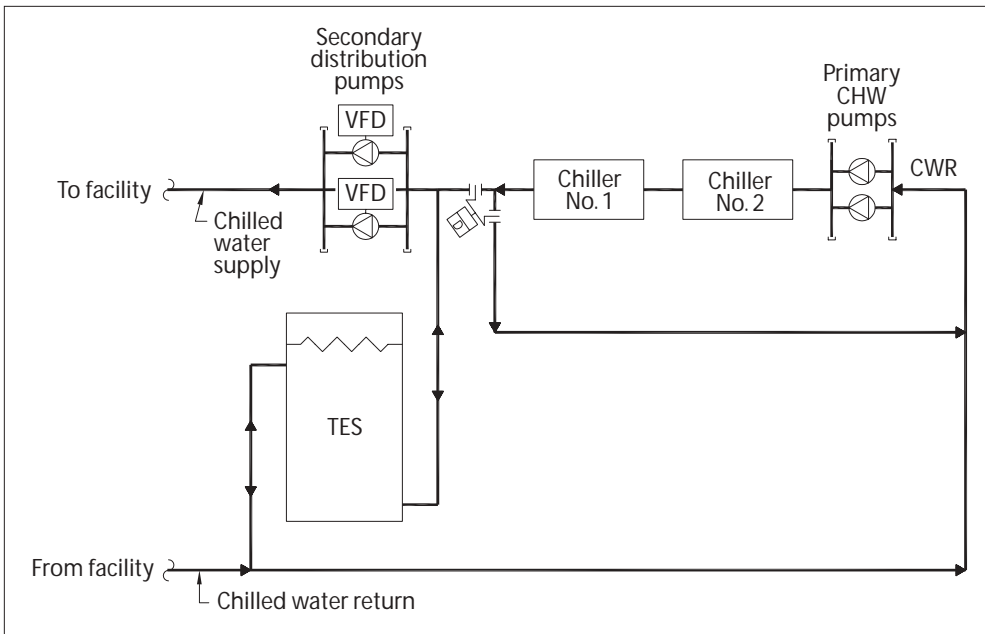 Secondary
distribution
pumps
VFD
VFD
Primary
CHW
pumps
CWR
To facility
Chilled
water
supply
Chiller
No. 1
Chiller
No. 2
TES
From facility
Chilled water return